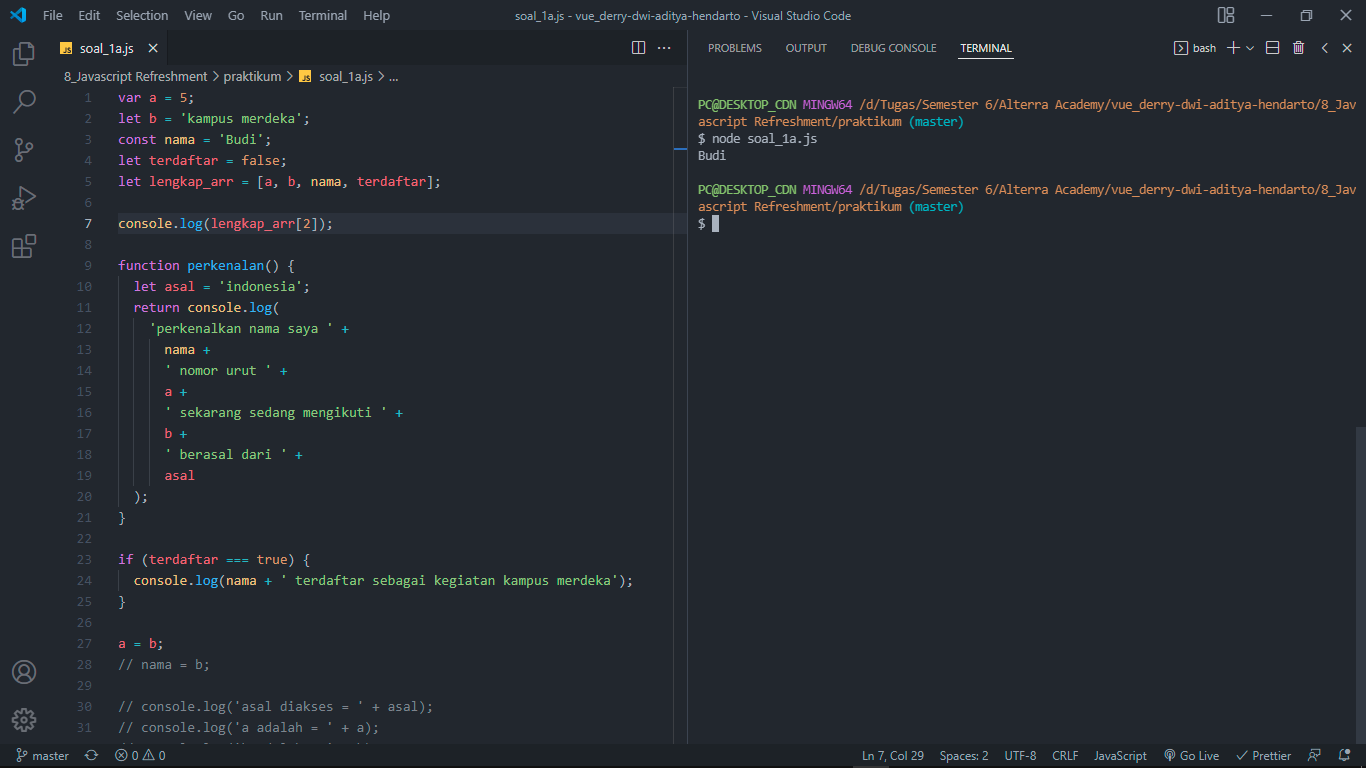 File Edit Selection View Go Run Terminal Help soal_1a.js - vue_derry-dwi-aditya-hendarto - Visual Studio Code
JS soal_1a.js
8_Javascript Refreshment > praktikum > JS soal_1a.js > ...
1 var a = 5;
2 let b = 'kampus merdeka';
3 const nama = 'Budi';
4 let terdaftar = false;
5 let lengkap_arr = [a, b, nama, terdaftar];
6
7 console.log(lengkap_arr[2]);
8
9 function perkenalan() {
10 let asal = 'indonesia';
11 return console.log(
12 'perkenalkan nama saya ' +
13 nama +
14 ' nomor urut ' +
15 a +
16 ' sekarang sedang mengikuti ' +
17 b +
18 ' berasal dari ' +
19 asal
20 );
21 }
22
23 if (terdaftar === true) {
24 console.log(nama + ' terdaftar sebagai kegiatan kampus merdeka');
25 }
26
27 a = b;
28 // nama = b;
29
30 // console.log('asal diakses = ' + asal);
31 // console.log('a adalah = ' + a);
PROBLEMS OUTPUT DEBUG CONSOLE TERMINAL bash
PC@DESKTOP_CDN MINGW64 /d/Tugas/Semester 6/Alterra Academy/vue_derry-dwi-aditya-hendarto/8_Jav
ascript Refreshment/praktikum (master)
$ node soal_1a.js
Budi
PC@DESKTOP_CDN MINGW64 /d/Tugas/Semester 6/Alterra Academy/vue_derry-dwi-aditya-hendarto/8_Jav
ascript Refreshment/praktikum (master)
$
master 0 0 Ln 7, Col 29 Spaces: 2 UTF-8 CRLF JavaScript Go Live Prettier